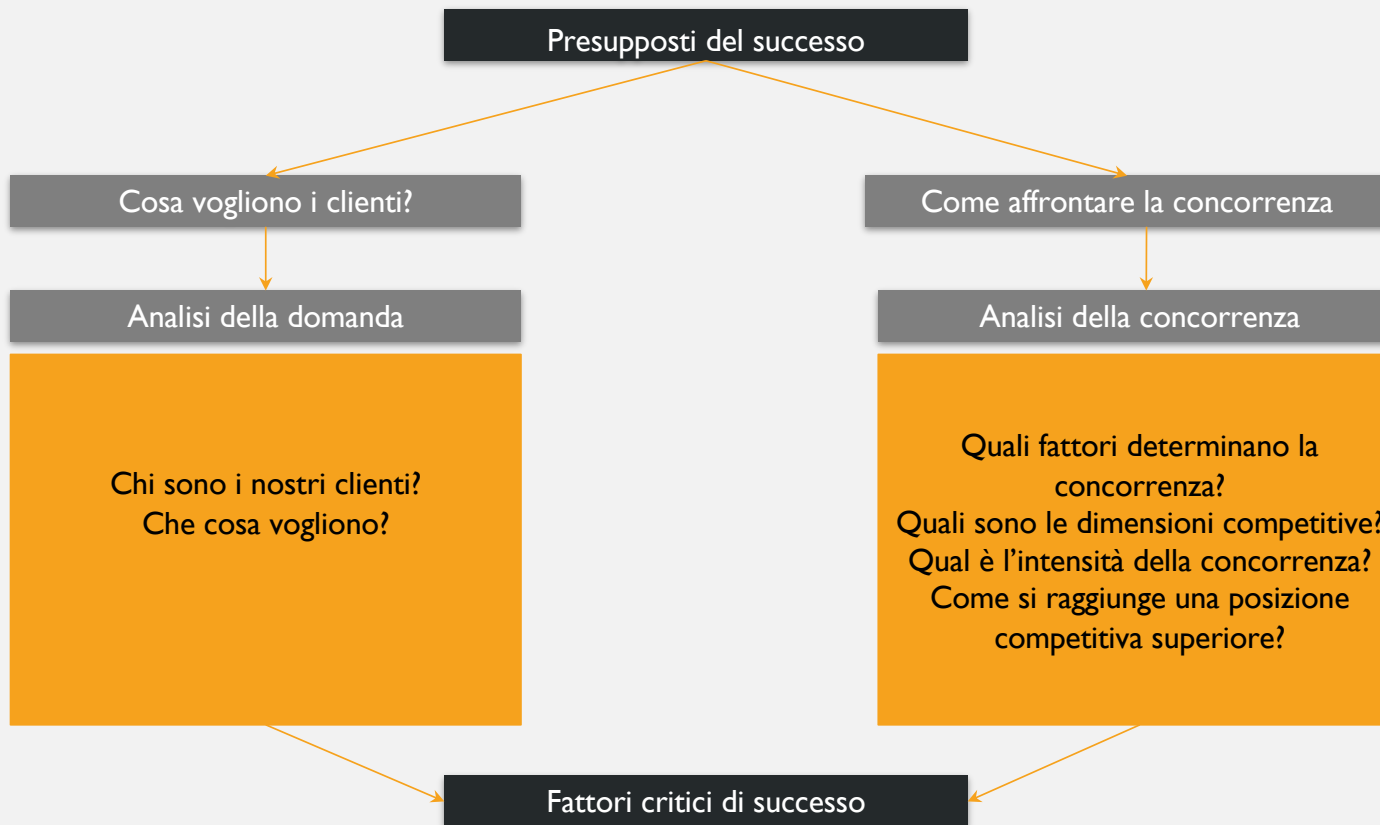 Presupposti del successo
Cosa vogliono i clienti?
Come affrontare la concorrenza
Analisi della domanda
Analisi della concorrenza
Chi sono i nostri clienti?
Che cosa vogliono?
Quali fattori determinano la
concorrenza?
Quali sono le dimensioni competitive?
Qual è l’intensità della concorrenza?
Come si raggiunge una posizione
competitiva superiore?
Fattori critici di successo